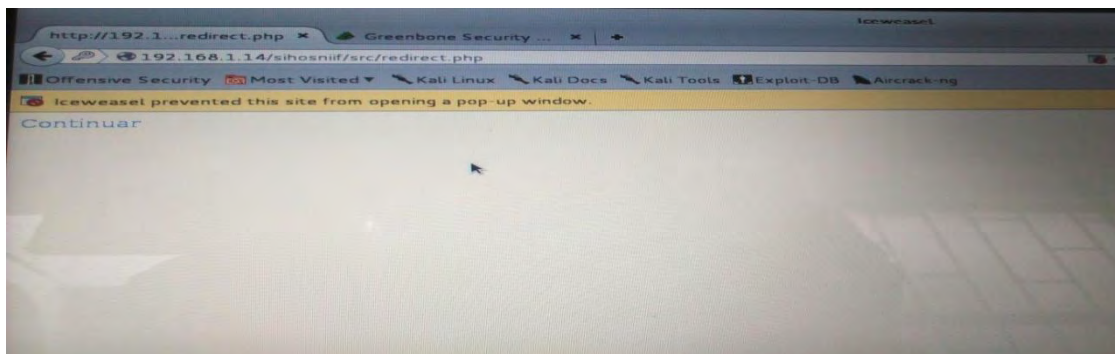 Iceweasel
http://192.1...redirect.php Greenbone Security ...
192.168.1.14/sihosniif/src/redirect.php
Offensive Security Most Visited Kali Linux Kali Docs Kali Tools Exploit-DB Aircrack-ng
Iceweasel prevented this site from opening a pop-up window.
Continuar